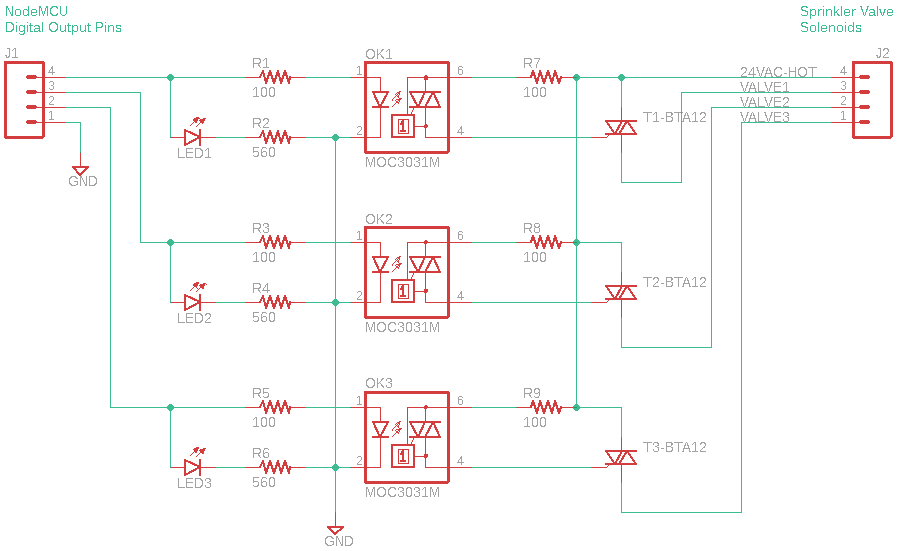 NodeMCU
Digital Output Pins
Sprinkler Valve
Solenoids
J1
J2
4
3
2
1
GND
R1
100
R2
560
LED1
OK1
1
2
6
4
MOC3031M
R7
100
T1-BTA12
24VAC-HOT
VALVE1
VALVE2
VALVE3
4
3
2
1
R3
100
R4
560
LED2
OK2
1
2
6
4
MOC3031M
R8
100
T2-BTA12
R5
100
R6
560
LED3
OK3
1
2
6
4
MOC3031M
R9
100
T3-BTA12
GND
1
1
1